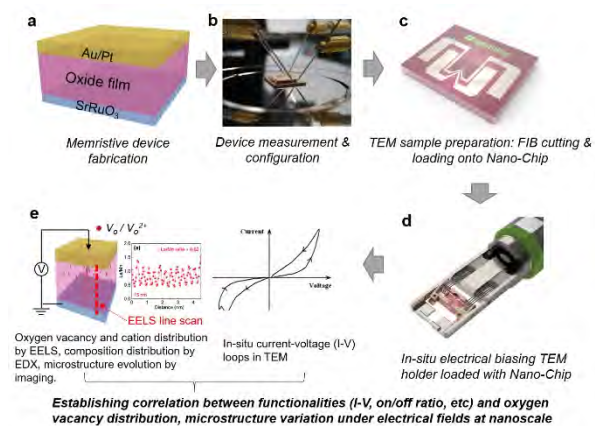 a
Au/Pt
Oxide film
SrRuO₃
Memristive device
fabrication
b
Device measurement &
configuration
c
TEM sample preparation: FIB cutting &
loading onto Nano-Chip
d
In-situ electrical biasing TEM
holder loaded with Nano-Chip
e
Vₒ / Vₒ²⁺
V
(a)
Distance (nm)
EELS line scan
Oxygen vacancy and cation distribution
by EELS, composition distribution by
EDX, microstructure evolution by
imaging.
Current
Voltage
In-situ current-voltage (I-V)
loops in TEM
Establishing correlation between functionalities (I-V, on/off ratio, etc) and oxygen
vacancy distribution, microstructure variation under electrical fields at nanoscale